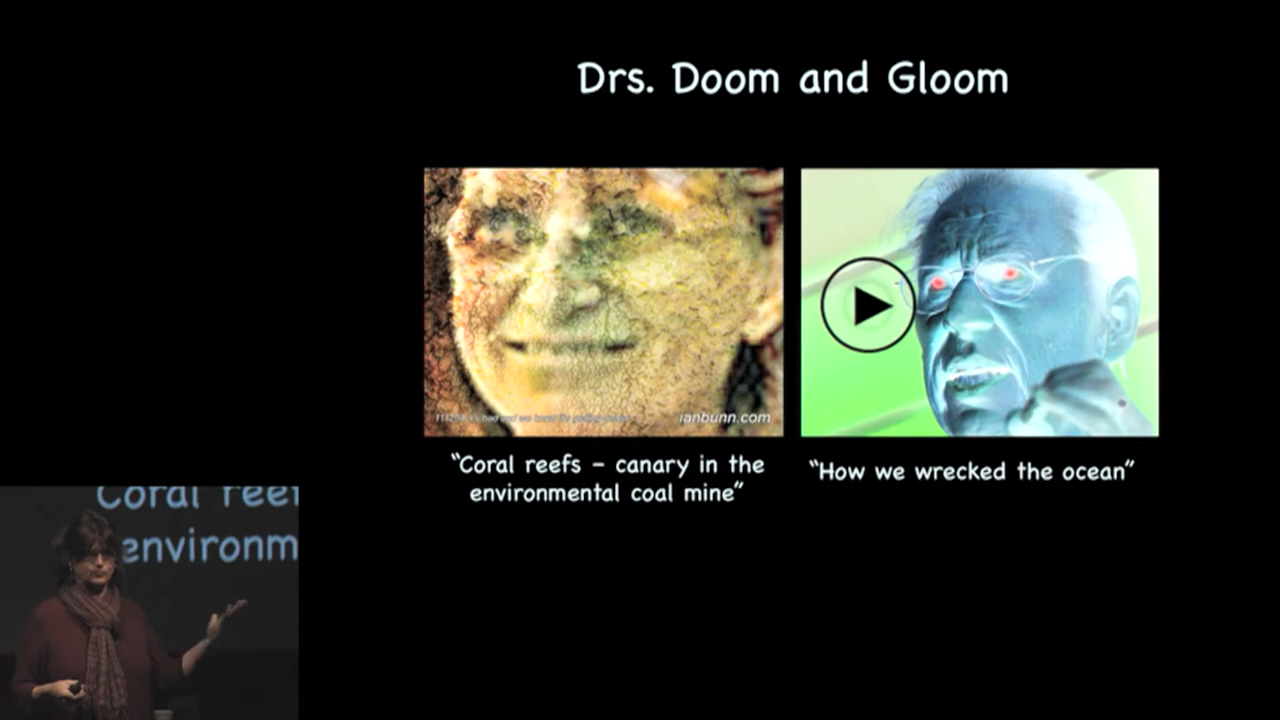 Drs. Doom and Gloom
ianbunn.com
“Coral reefs – canary in the
environmental coal mine”
“How we wrecked the ocean”
Coral reef
environm